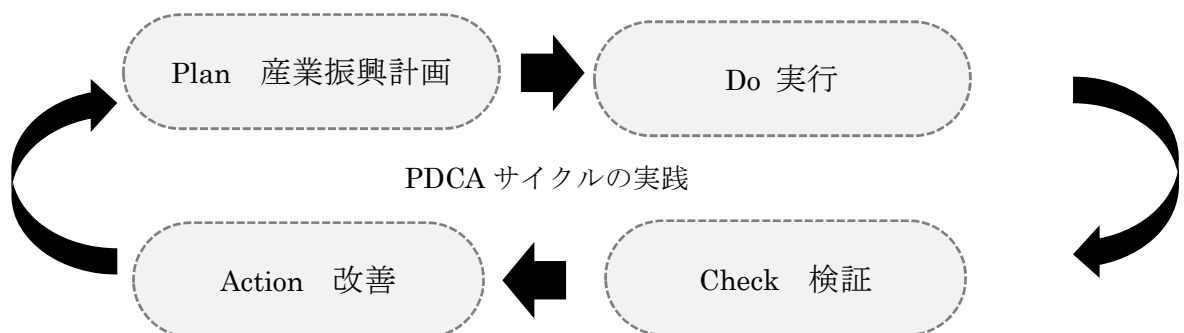 Plan　産業振興計画
Do 実行
PDCA サイクルの実践
Action　改善
Check　検証